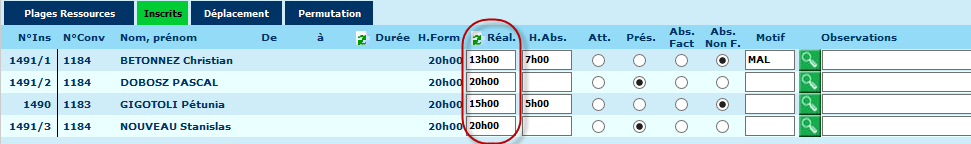 Plages Ressources Inscrits Déplacement Permutation
N°Ins N°Conv Nom, prénom De à Durée H.Form Réal. H.Abs. Att. Prés. Abs. Fact Abs. Non F. Motif Observations
1491/1 1184 BETONNEZ Christian 20h00 13h00 7h00 MAL
1491/2 1184 DOBOSZ PASCAL 20h00 20h00
1490 1183 GIGOTOLI Pétunia 20h00 15h00 5h00
1491/3 1184 NOUVEAU Stanislas 20h00 20h00